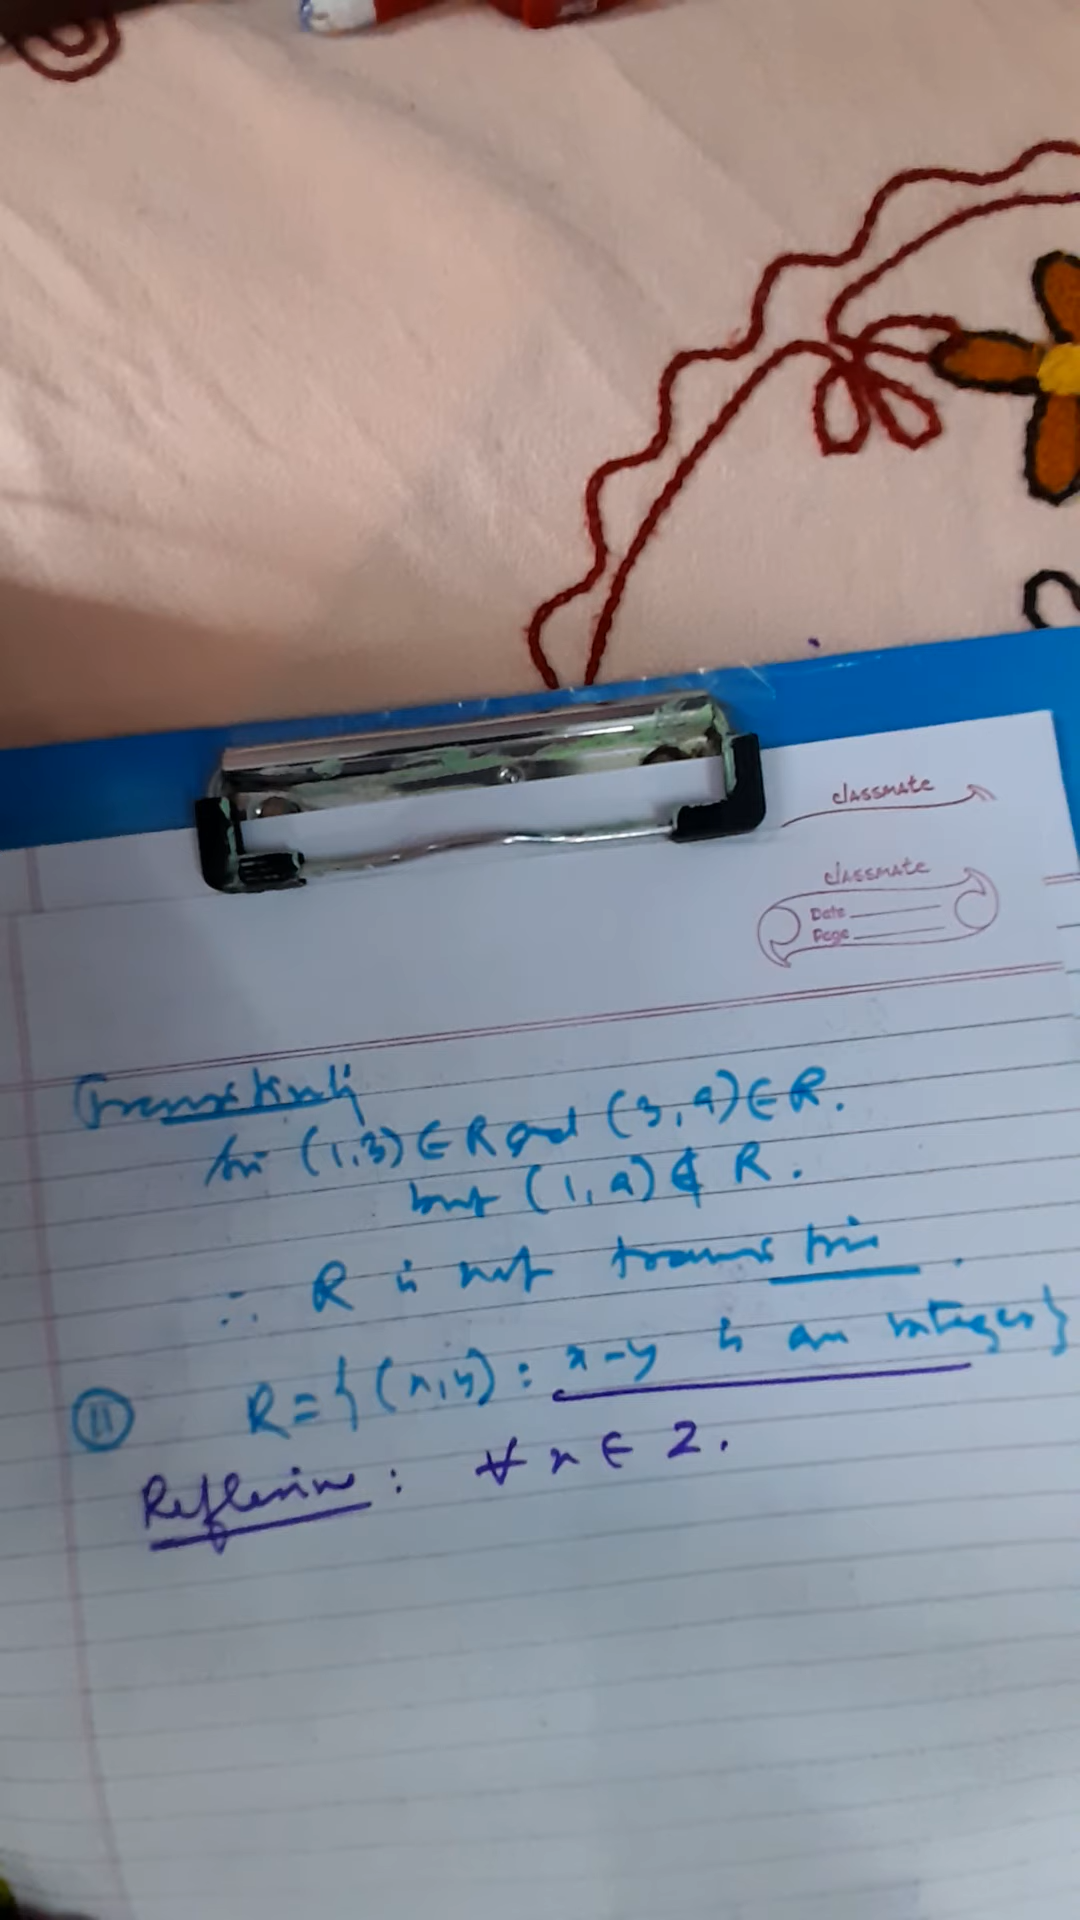 classmate
classmate
Date
Page
Transitivity
for (1,3) ∈ R and (3,9) ∈ R.
but (1,9) ∉ R.
∴ R is not transitive.
(11) R = {(x,y) : x-y is an integer}
Reflexive : ∀ x ∈ Z.